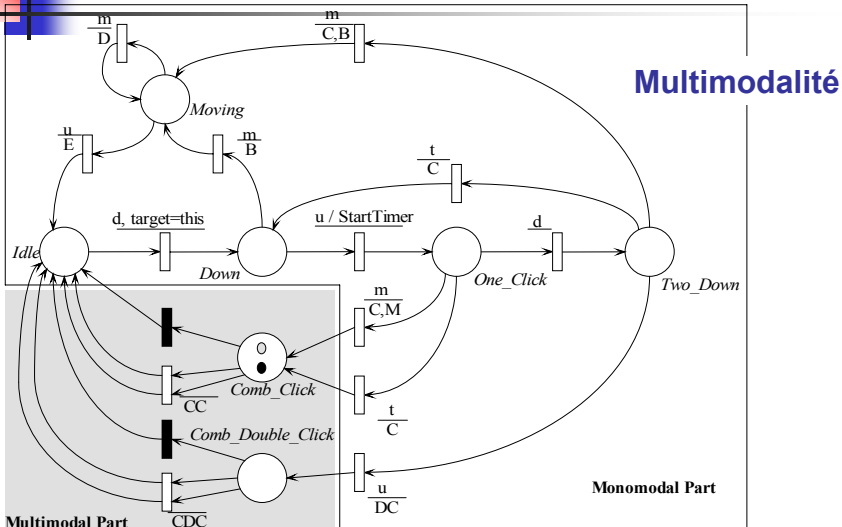 m
D
m
C,B
Multimodalité
Moving
u
E
m
B
t
C
d, target=this
u / StartTimer
d
Idle
Down
One_Click
Two_Down
m
C,M
Comb_Click
CC
t
C
Comb_Double_Click
u
DC
Monomodal Part
CDC
Multimodal Part